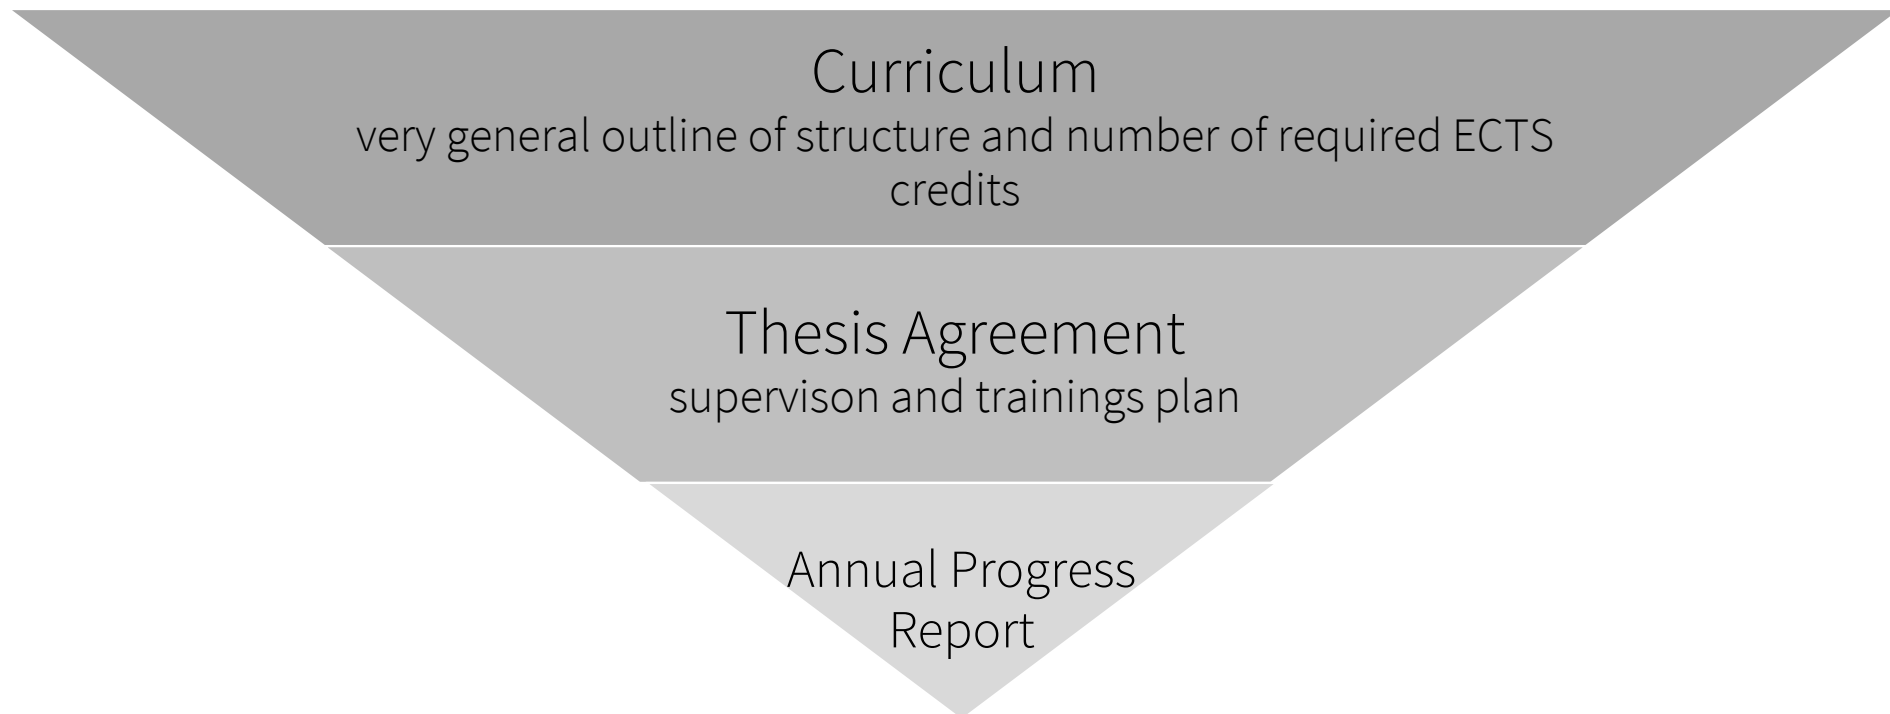 Curriculum
very general outline of structure and number of required ECTS
credits
Thesis Agreement
supervison and trainings plan
Annual Progress
Report